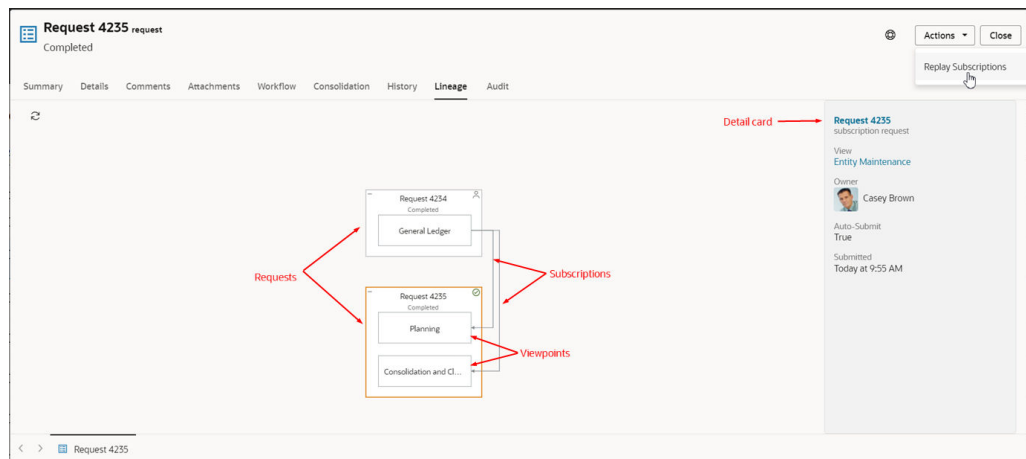 Request 4235 request
Completed
Actions
Close
Replay Subscriptions
Summary Details Comments Attachments Workflow Consolidation History Lineage Audit
Detail card
Request 4235
subscription request
View
Entity Maintenance
Owner
Casey Brown
Auto-Submit
True
Submitted
Today at 9:55 AM
Request 4234
Completed
General Ledger
Requests
Subscriptions
Request 4235
Completed
Planning
Viewpoints
Consolidation and Cl...
Request 4235